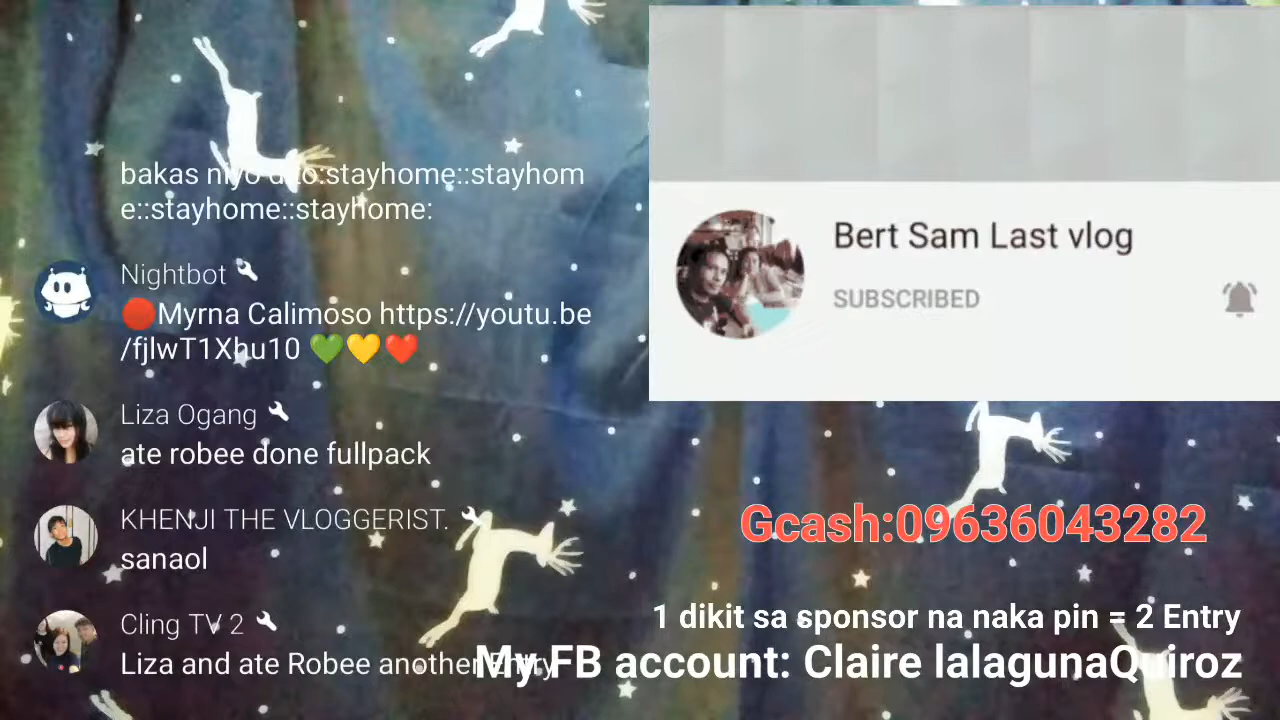 bakas niyo dito:stayhome::stayhom
e::stayhome::stayhome:
Nightbot
🔴Myrna Calimoso https://youtu.be
/fjlwT1Xhu10 💚💛❤️
Liza Ogang
ate robee done fullpack
KHENJI THE VLOGGERIST.
sanaol
Cling TV 2
Liza and ate Robee another Entry
Bert Sam Last vlog
SUBSCRIBED
Gcash:09636043282
1 dikit sa sponsor na naka pin = 2 Entry
My FB account: Claire lalagunaQuiroz